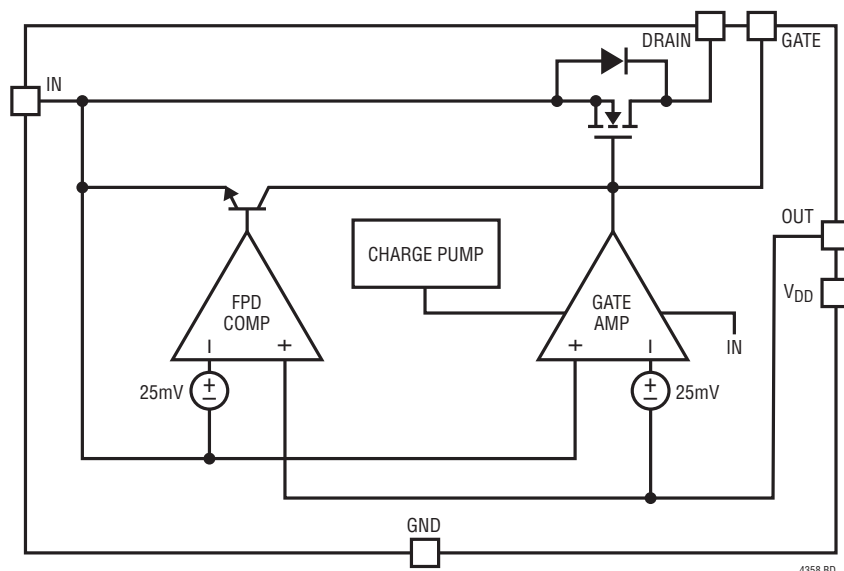 DRAIN
GATE
IN
OUT
CHARGE PUMP
VDD
FPD
COMP
GATE
AMP
IN
– +
+ –
25mV
+
–
+
–
25mV
GND
4358 BD